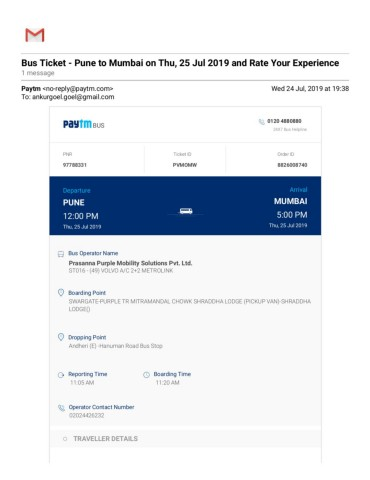 Bus Ticket - Pune to Mumbai on Thu, 25 Jul 2019 and Rate Your Experience
1 message
Paytm <no-reply@paytm.com>
Wed 24 Jul, 2019 at 19:38
To: ankurgoel.goel@gmail.com
Paytm BUS
0120 4880880
24X7 Bus Helpline
PNR
Ticket ID
Order ID
97788331
PVMOMW
8826008740
Departure
Arrival
PUNE
MUMBAI
12:00 PM
5:00 PM
Thu, 25 Jul 2019
Thu, 25 Jul 2019
Bus Operator Name
Prasanna Purple Mobility Solutions Pvt. Ltd.
ST016 - (49) VOLVO A/C 2+2 METROLINK
Boarding Point
SWARGATE-PURPLE TR MITRAMANDAL CHOWK SHRADDHA LODGE (PICKUP VAN)-SHRADDHA
LODGE))
Dropping Point
Andheri (E) -Hanuman Road Bus Stop
Reporting Time
Boarding Time
11:05 AM
11:20 AM
Operator Contact Number
02024426232
TRAVELLER DETAILS